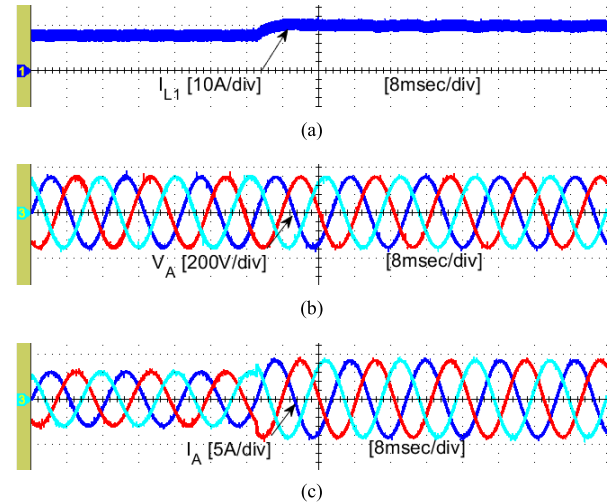 1
I_L1 [10A/div] [8msec/div]
(a)
3
V_A [200V/div] [8msec/div]
(b)
3
I_A [5A/div] [8msec/div]
(c)